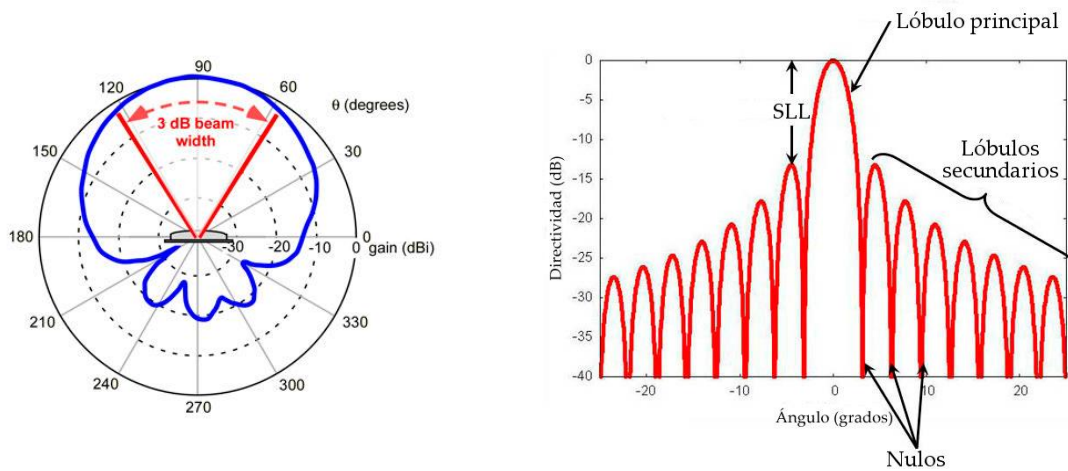 90
120
60
θ (degrees)
3 dB beam
width
150
30
180
-30
-20
-10
0
gain (dBi)
210
330
240
300
270
Lóbulo principal
0
SLL
-5
-10
Lóbulos
secundarios
-15
-20
-25
-30
-35
-40
Directividad (dB)
-20
-10
0
10
20
Ángulo (grados)
Nulos